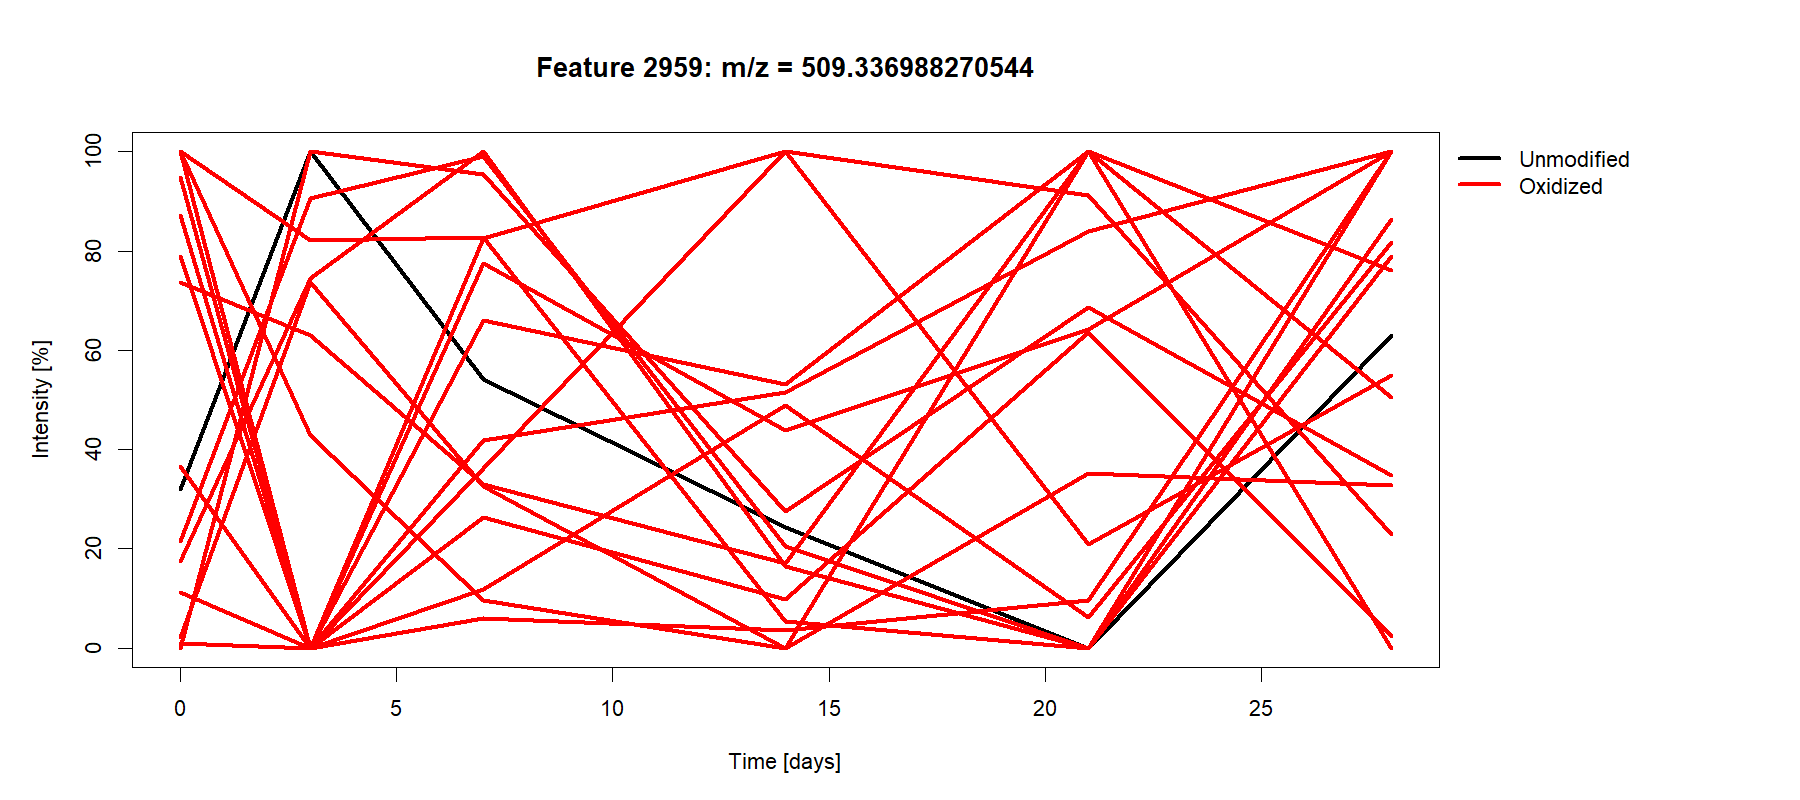 Feature 2959: m/z = 509.336988270544
Unmodified
Oxidized
Intensity [%]
100
80
60
40
20
0
0 5 10 15 20 25
Time [days]